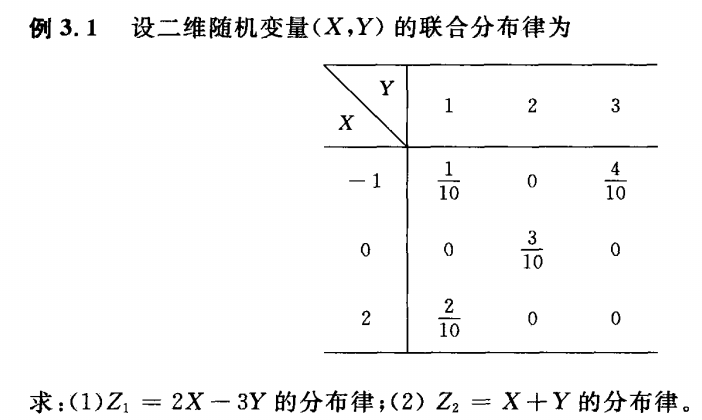 例 3.1 设二维随机变量(X,Y) 的联合分布律为
Y
X
1 2 3
−1 1/10 0 4/10
0 0 3/10 0
2 2/10 0 0
求:(1)Z₁ = 2X − 3Y 的分布律;(2) Z₂ = X + Y 的分布律。